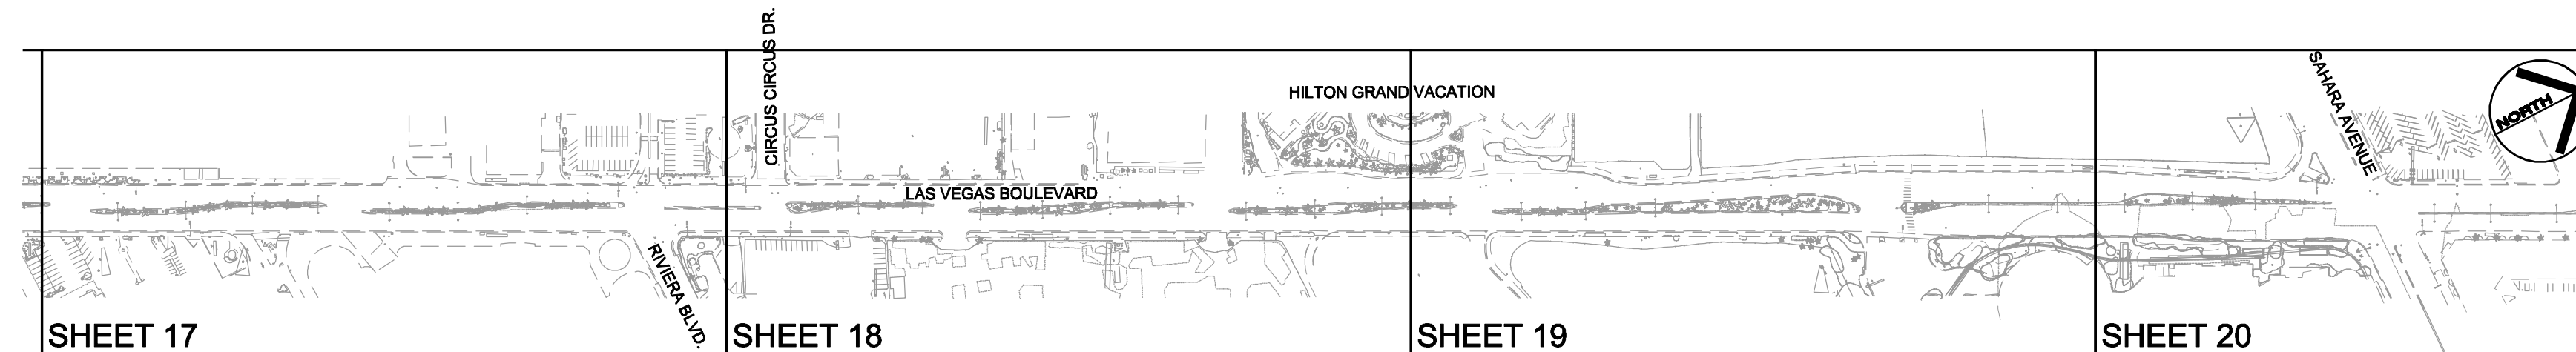 CIRCUS CIRCUS DR.
HILTON GRAND VACATION
SAHARA AVENUE
NORTH
LAS VEGAS BOULEVARD
RIVIERA BLVD.
SHEET 17
SHEET 18
SHEET 19
SHEET 20